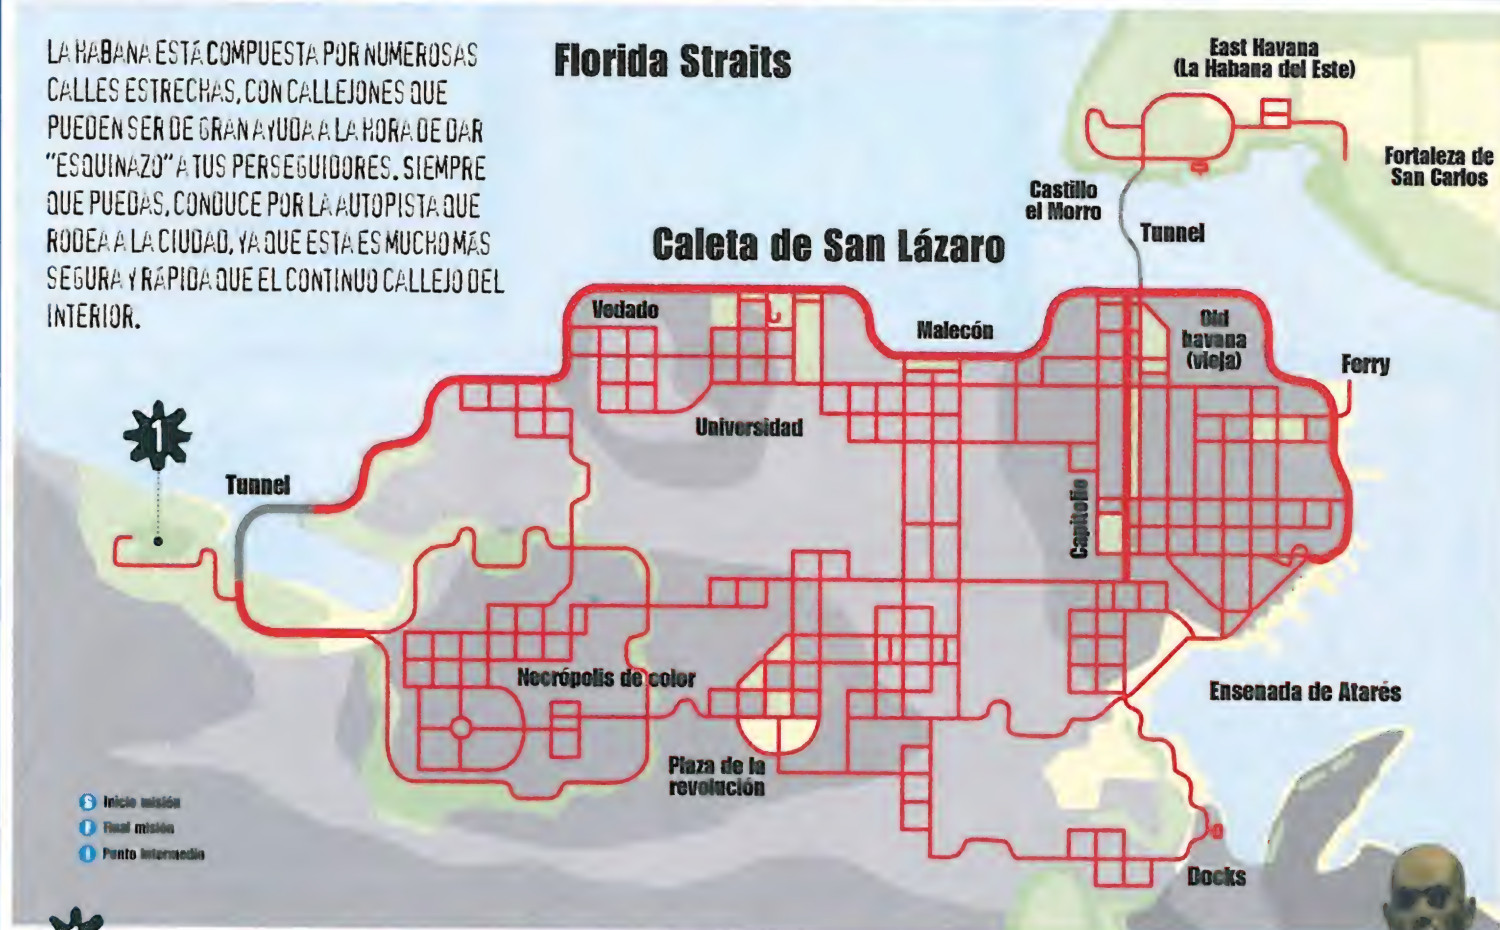 LA HABANA ESTÁ COMPUESTA POR NUMEROSAS
CALLES ESTRECHAS, CON CALLEJONES QUE
PUEDEN SER DE GRAN AYUDA A LA HORA DE DAR
"ESQUINAZO" A TUS PERSEGUIDORES. SIEMPRE
QUE PUEDAS, CONDUCE POR LA AUTOPISTA QUE
RODEA A LA CIUDAD, YA QUE ESTA ES MUCHO MÁS
SEGURA Y RÁPIDA QUE EL CONTINUO CALLEJO DEL
INTERIOR.
Florida Straits
East Havana
(La Habana del Este)
Fortaleza de
San Carlos
Castillo
el Morro
Tunnel
Caleta de San Lázaro
Vedado
Malecón
Old
havana
(vieja)
Ferry
Universidad
1
Tunnel
Capitolio
Necrópolis de color
Ensenada de Atarés
Plaza de la
revolución
S Inicio misión
F Final misión
I Punto intermedio
Docks